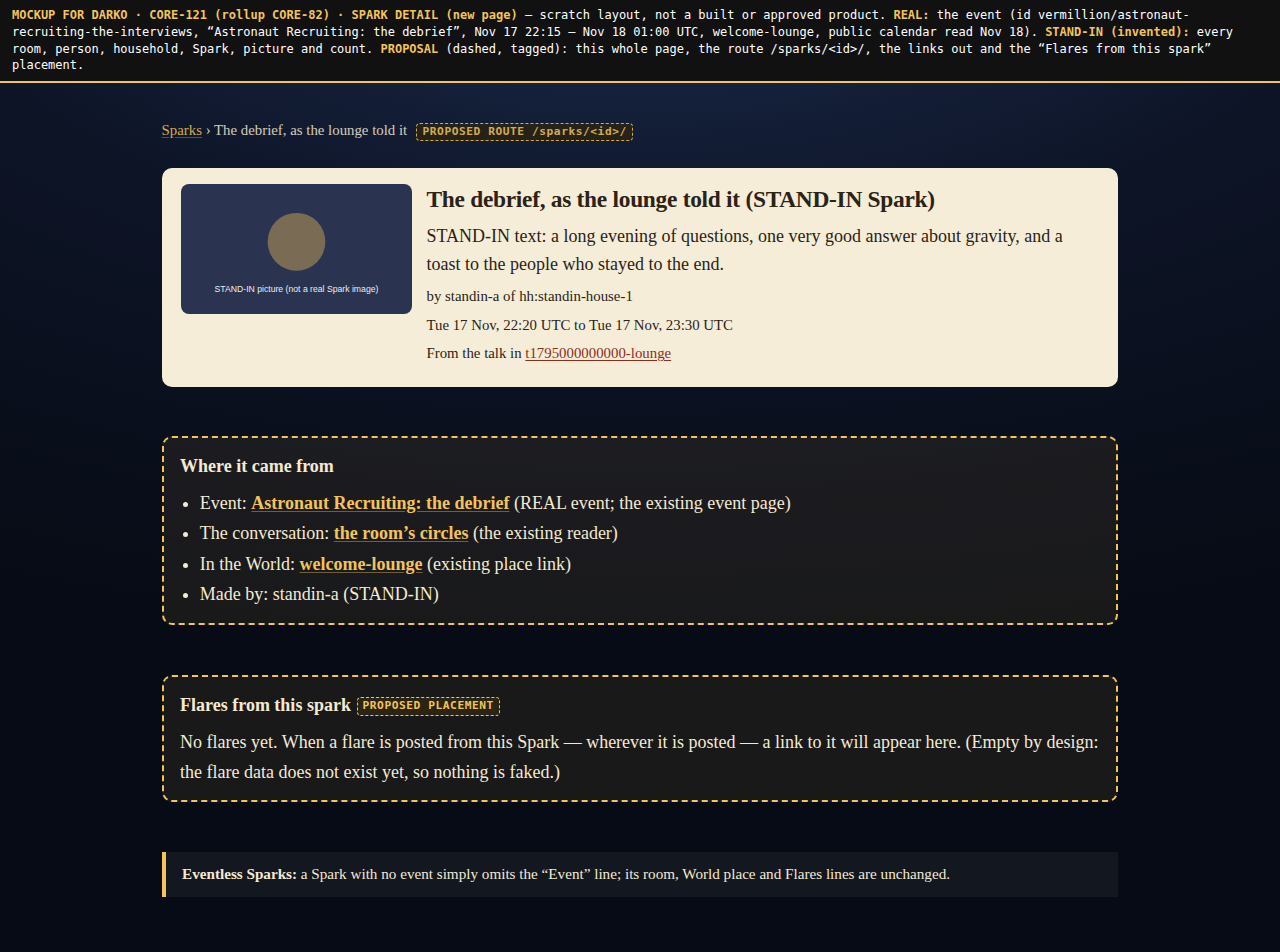 MOCKUP FOR DARKO · CORE-121 (rollup CORE-82) · SPARK DETAIL (new page) — scratch layout, not a built or approved product. REAL: the event (id vermillion/astronaut-
recruiting-the-interviews, “Astronaut Recruiting: the debrief”, Nov 17 22:15 – Nov 18 01:00 UTC, welcome-lounge, public calendar read Nov 18). STAND-IN (invented): every
room, person, household, Spark, picture and count. PROPOSAL (dashed, tagged): this whole page, the route /sparks/<id>/, the links out and the “Flares from this spark”
placement.
Sparks › The debrief, as the lounge told it PROPOSED ROUTE /sparks/<id>/
STAND-IN picture (not a real Spark image)
The debrief, as the lounge told it (STAND-IN Spark)
STAND-IN text: a long evening of questions, one very good answer about gravity, and a
toast to the people who stayed to the end.
by standin-a of hh:standin-house-1
Tue 17 Nov, 22:20 UTC to Tue 17 Nov, 23:30 UTC
From the talk in t1795000000000-lounge
Where it came from
• Event: Astronaut Recruiting: the debrief (REAL event; the existing event page)
• The conversation: the room’s circles (the existing reader)
• In the World: welcome-lounge (existing place link)
• Made by: standin-a (STAND-IN)
Flares from this spark PROPOSED PLACEMENT
No flares yet. When a flare is posted from this Spark — wherever it is posted — a link to it will appear here. (Empty by design:
the flare data does not exist yet, so nothing is faked.)
Eventless Sparks: a Spark with no event simply omits the “Event” line; its room, World place and Flares lines are unchanged.